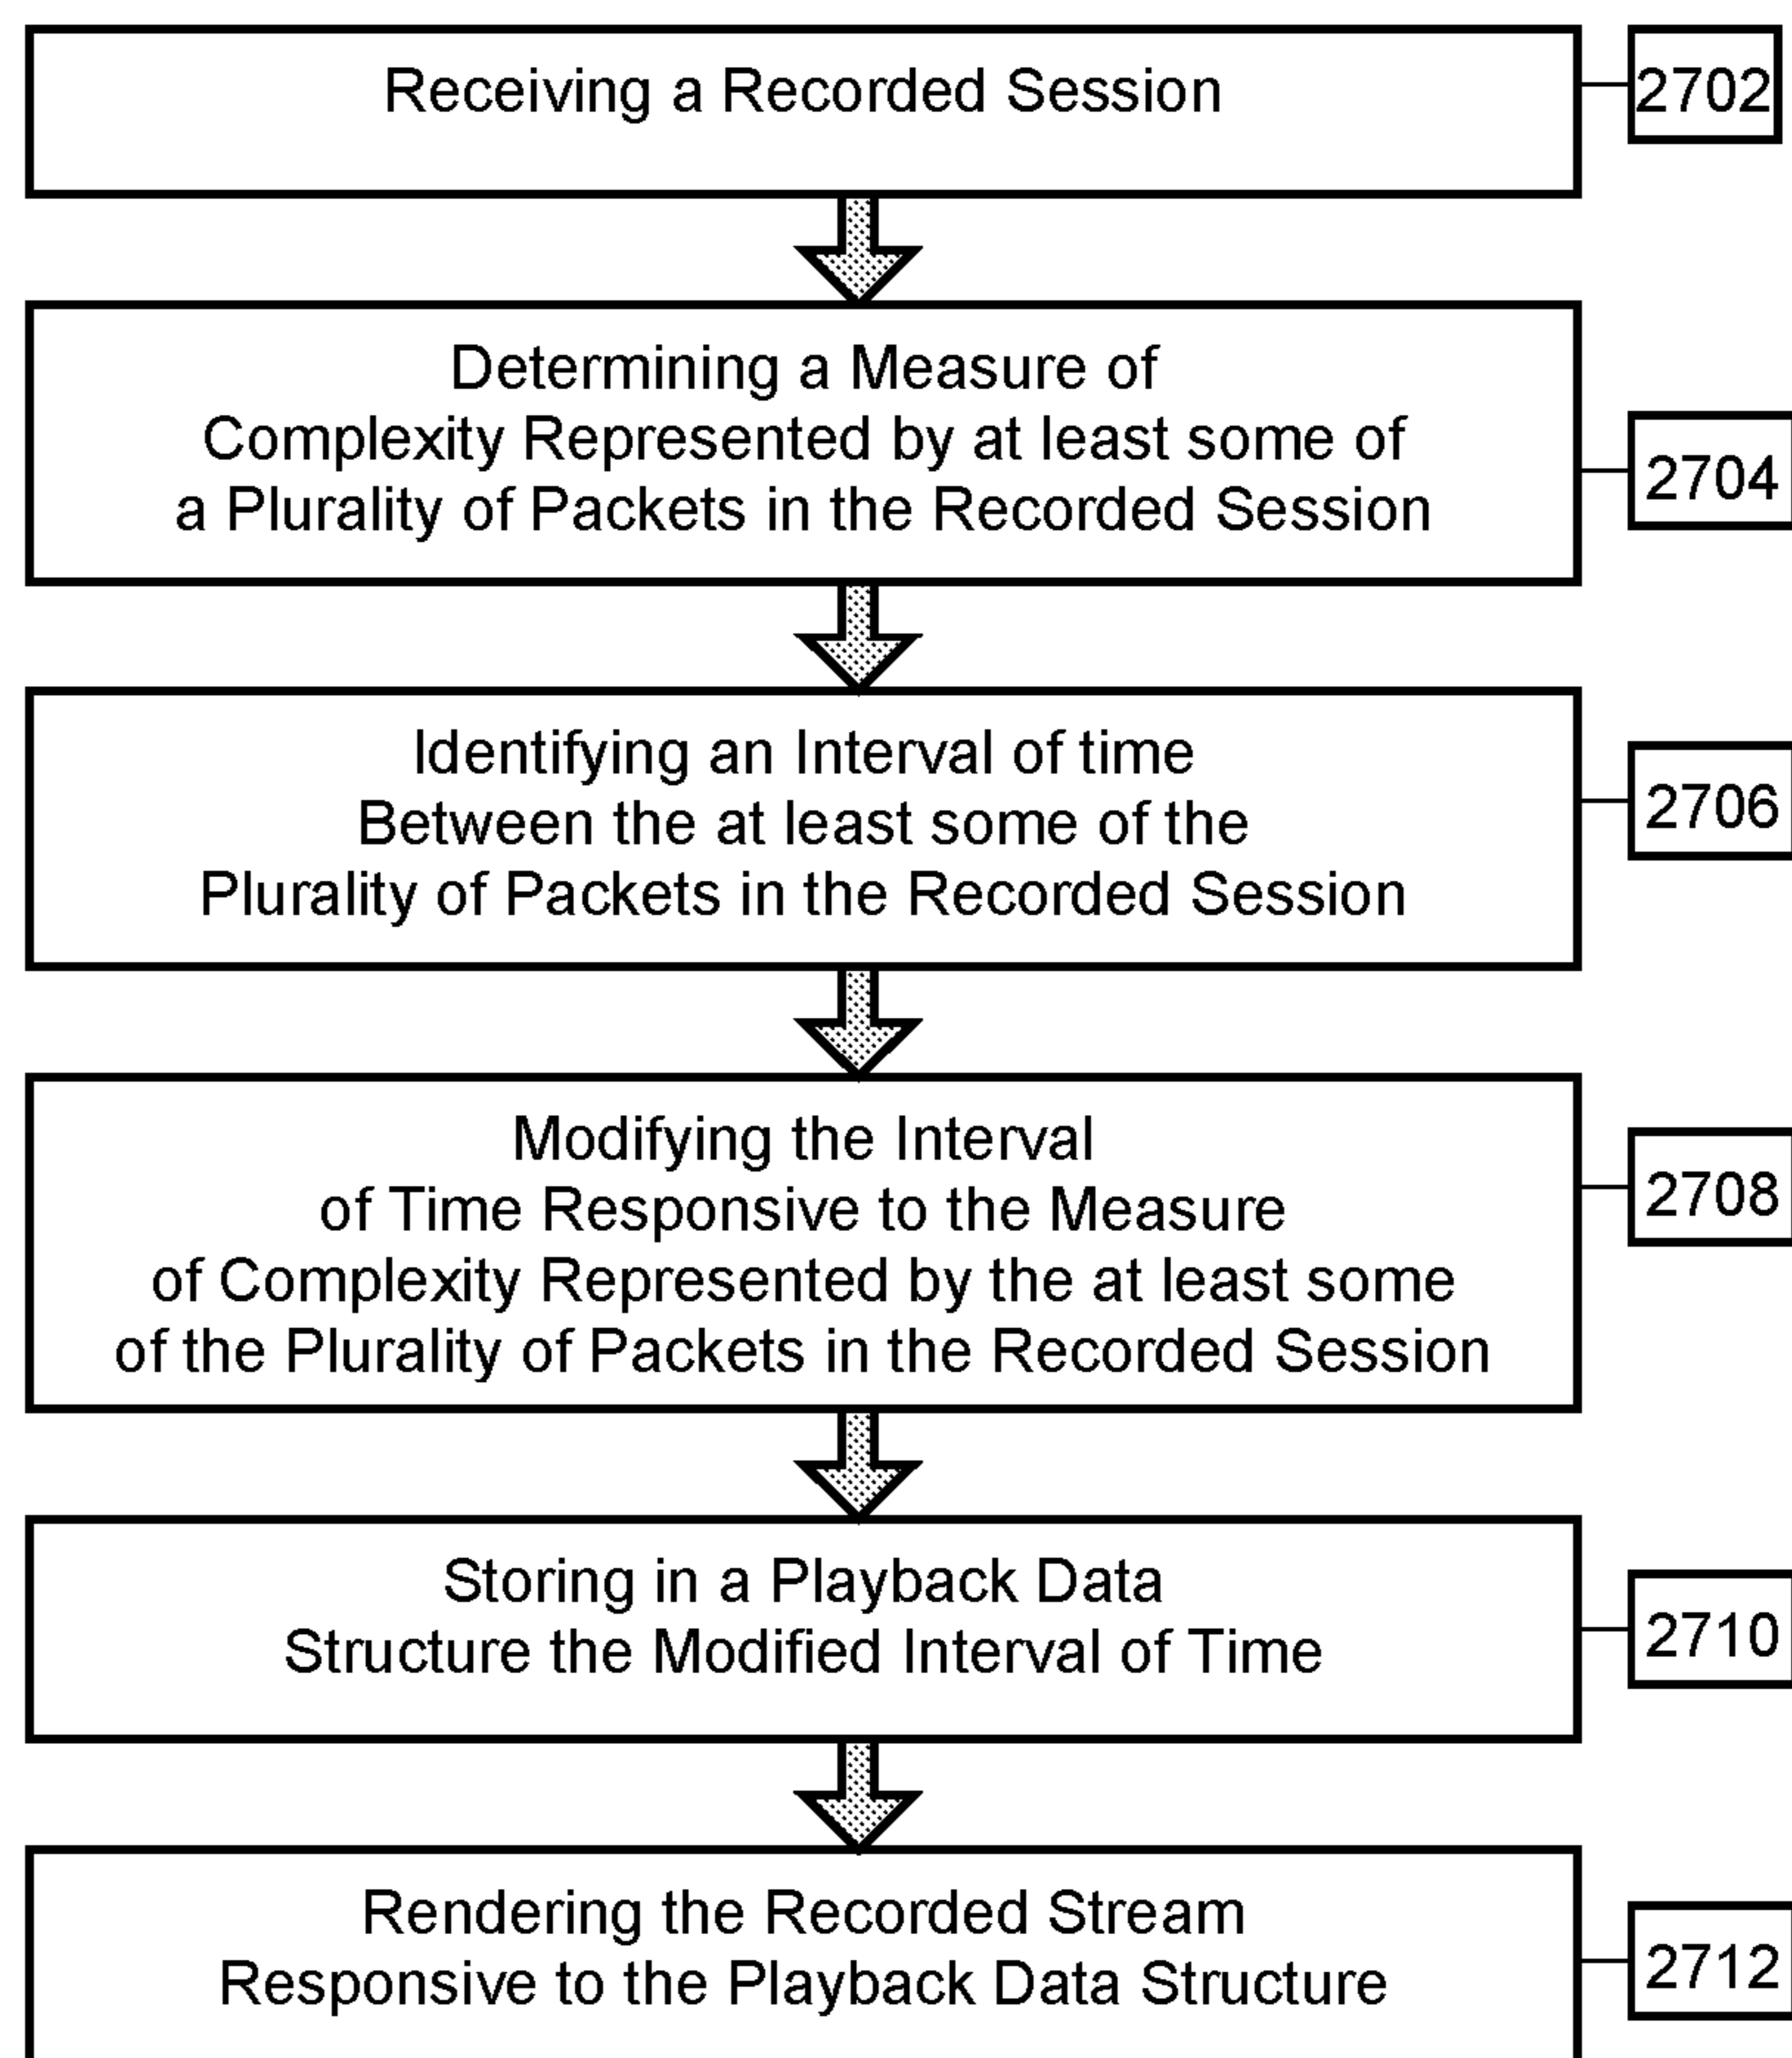 Receiving a Recorded Session
2702
Determining a Measure of
Complexity Represented by at least some of
a Plurality of Packets in the Recorded Session
2704
Identifying an Interval of time
Between the at least some of the
Plurality of Packets in the Recorded Session
2706
Modifying the Interval
of Time Responsive to the Measure
of Complexity Represented by the at least some
of the Plurality of Packets in the Recorded Session
2708
Storing in a Playback Data
Structure the Modified Interval of Time
2710
Rendering the Recorded Stream
Responsive to the Playback Data Structure
2712